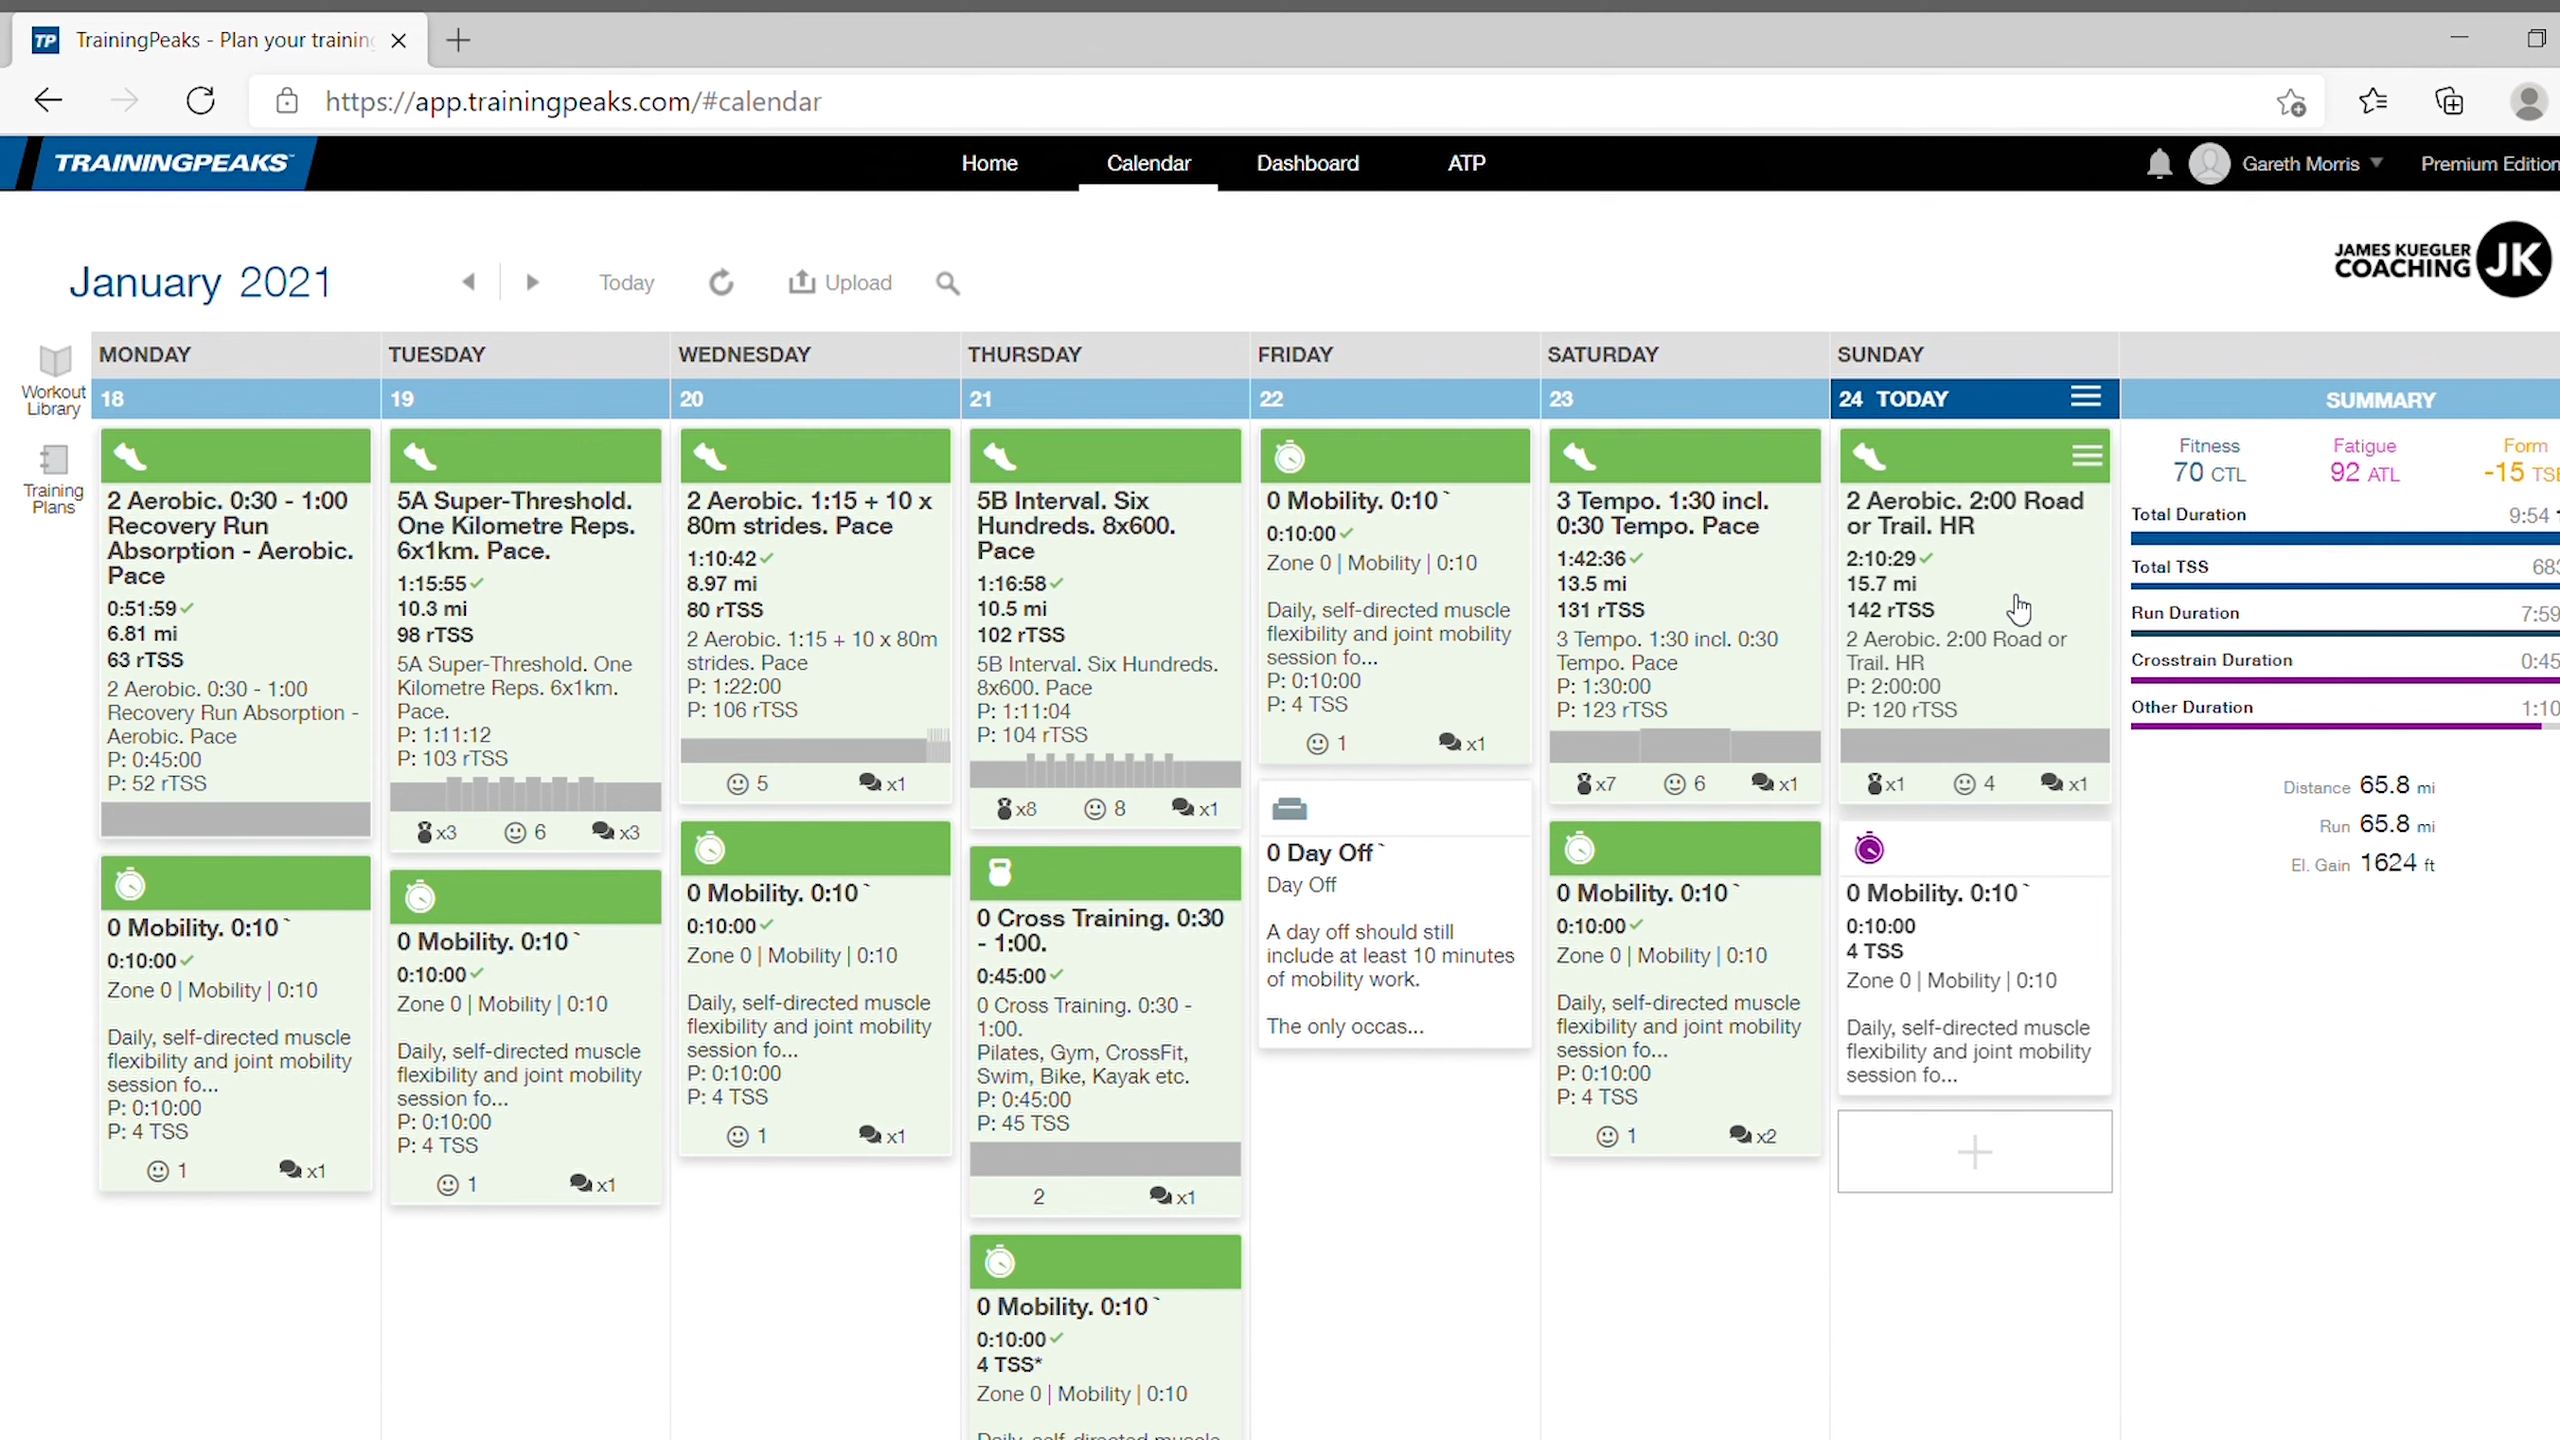 TP TrainingPeaks - Plan your training
https://app.trainingpeaks.com/#calendar
TRAININGPEAKS
Home
Calendar
Dashboard
ATP
Gareth Morris
Premium Edition
January 2021
Today
Upload
JAMES KUEGLER
COACHING
JK
Workout
Library
Training
Plans
MONDAY
TUESDAY
WEDNESDAY
THURSDAY
FRIDAY
SATURDAY
SUNDAY
18
19
20
21
22
23
24 TODAY
SUMMARY
2 Aerobic. 0:30 - 1:00
Recovery Run
Absorption - Aerobic.
Pace
0:51:59
6.81 mi
63 rTSS
2 Aerobic. 0:30 - 1:00
Recovery Run Absorption -
Aerobic. Pace
P: 0:45:00
P: 52 rTSS
0 Mobility. 0:10 `
0:10:00
Zone 0 | Mobility | 0:10
Daily, self-directed muscle
flexibility and joint mobility
session fo...
P: 0:10:00
P: 4 TSS
1
x1
5A Super-Threshold.
One Kilometre Reps.
6x1km. Pace.
1:15:55
10.3 mi
98 rTSS
5A Super-Threshold. One
Kilometre Reps. 6x1km.
Pace.
P: 1:11:12
P: 103 rTSS
x3
6
x3
0 Mobility. 0:10 `
0:10:00
Zone 0 | Mobility | 0:10
Daily, self-directed muscle
flexibility and joint mobility
session fo...
P: 0:10:00
P: 4 TSS
1
x1
2 Aerobic. 1:15 + 10 x
80m strides. Pace
1:10:42
8.97 mi
80 rTSS
2 Aerobic. 1:15 + 10 x 80m
strides. Pace
P: 1:22:00
P: 106 rTSS
5
x1
0 Mobility. 0:10 `
0:10:00
Zone 0 | Mobility | 0:10
Daily, self-directed muscle
flexibility and joint mobility
session fo...
P: 0:10:00
P: 4 TSS
1
x1
5B Interval. Six
Hundreds. 8x600.
Pace
1:16:58
10.5 mi
102 rTSS
5B Interval. Six Hundreds.
8x600. Pace
P: 1:11:04
P: 104 rTSS
x8
8
x1
0 Cross Training. 0:30
- 1:00.
0:45:00
0 Cross Training. 0:30 -
1:00.
Pilates, Gym, CrossFit,
Swim, Bike, Kayak etc.
P: 0:45:00
P: 45 TSS
2
x1
0 Mobility. 0:10 `
0:10:00
4 TSS*
Zone 0 | Mobility | 0:10
Daily, self-directed muscle
0 Mobility. 0:10 `
0:10:00
Zone 0 | Mobility | 0:10
Daily, self-directed muscle
flexibility and joint mobility
session fo...
P: 0:10:00
P: 4 TSS
1
x1
0 Day Off `
Day Off
A day off should still
include at least 10 minutes
of mobility work.
The only occas...
3 Tempo. 1:30 incl.
0:30 Tempo. Pace
1:42:36
13.5 mi
131 rTSS
3 Tempo. 1:30 incl. 0:30
Tempo. Pace
P: 1:30:00
P: 123 rTSS
x7
6
x1
0 Mobility. 0:10 `
0:10:00
Zone 0 | Mobility | 0:10
Daily, self-directed muscle
flexibility and joint mobility
session fo...
P: 0:10:00
P: 4 TSS
1
x2
2 Aerobic. 2:00 Road
or Trail. HR
2:10:29
15.7 mi
142 rTSS
2 Aerobic. 2:00 Road or
Trail. HR
P: 2:00:00
P: 120 rTSS
x1
4
x1
0 Mobility. 0:10 `
0:10:00
4 TSS
Zone 0 | Mobility | 0:10
Daily, self-directed muscle
flexibility and joint mobility
session fo...
Fitness
70 CTL
Fatigue
92 ATL
Form
-15 TSB
Total Duration 9:54
Total TSS 683
Run Duration 7:59
Crosstrain Duration 0:45
Other Duration 1:10
Distance 65.8 mi
Run 65.8 mi
El. Gain 1624 ft